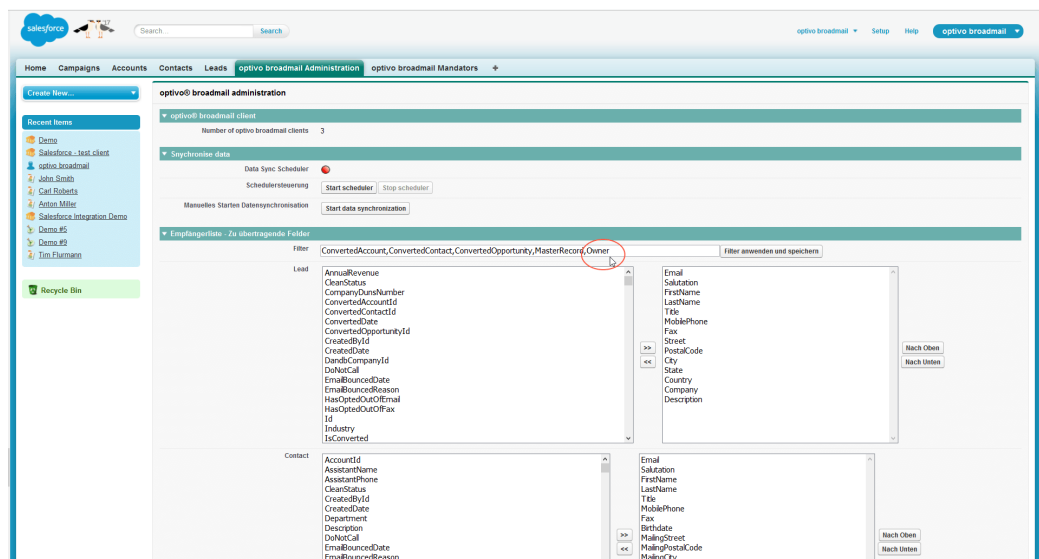 salesforce
'17
Search...
Search
optivo broadmail
Setup
Help
optivo broadmail
Home Campaigns Accounts Contacts Leads optivo broadmail Administration optivo broadmail Mandators +
Create New...
Recent Items
Demo
Salesforce - test client
optivo broadmail
John Smith
Carl Roberts
Anton Miller
Salesforce Integration Demo
Demo #5
Demo #9
Tim Flurmann
Recycle Bin
optivo® broadmail administration
optivo® broadmail client
Number of optivo broadmail clients 3
Snychronise data
Data Sync Scheduler
Schedulersteuerung Start scheduler Stop scheduler
Manuelles Starten Datensynchronisation Start data synchronization
Empfängerliste - Zu übertragende Felder
Filter ConvertedAccount,ConvertedContact,ConvertedOpportunity,MasterRecord,Owner Filter anwenden und speichern
Lead
AnnualRevenue
CleanStatus
CompanyDunsNumber
ConvertedAccountId
ConvertedContactId
ConvertedDate
ConvertedOpportunityId
CreatedById
CreatedDate
DandbCompanyId
DoNotCall
EmailBouncedDate
EmailBouncedReason
HasOptedOutOfEmail
HasOptedOutOfFax
Id
Industry
IsConverted
>>
<<
Email
Salutation
FirstName
LastName
Title
MobilePhone
Fax
Street
PostalCode
City
State
Country
Company
Description
Nach Oben
Nach Unten
Contact
AccountId
AssistantName
AssistantPhone
CleanStatus
CreatedById
CreatedDate
Department
Description
DoNotCall
EmailBouncedDate
EmailBouncedReason
>>
<<
Email
Salutation
FirstName
LastName
Title
MobilePhone
Fax
Birthdate
MailingStreet
MailingPostalCode
MailingCity
Nach Oben
Nach Unten